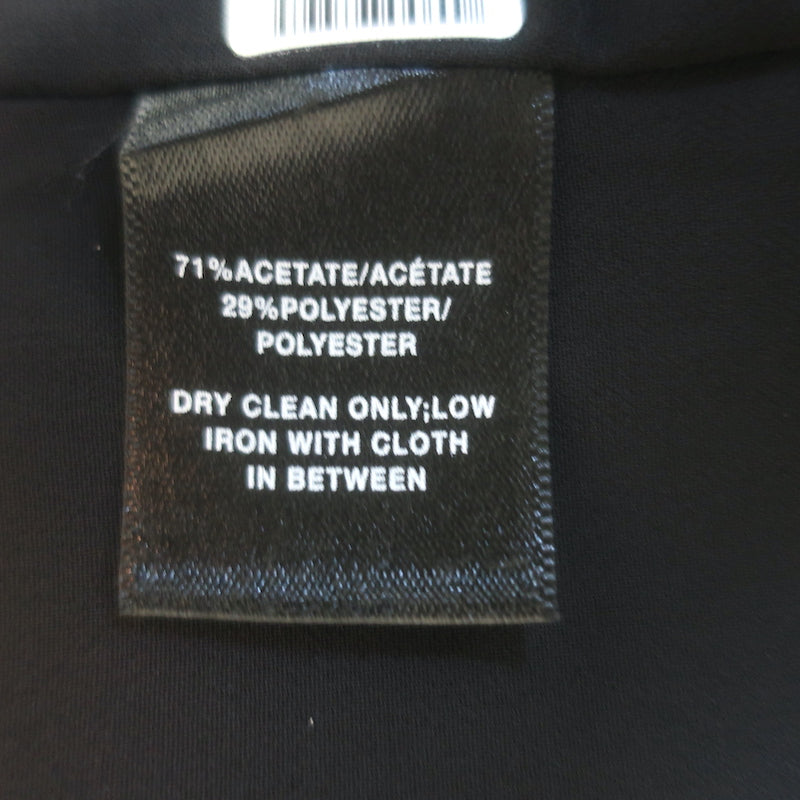 71%ACETATE/ACÉTATE
29%POLYESTER/
POLYESTER
DRY CLEAN ONLY;LOW
IRON WITH CLOTH
IN BETWEEN